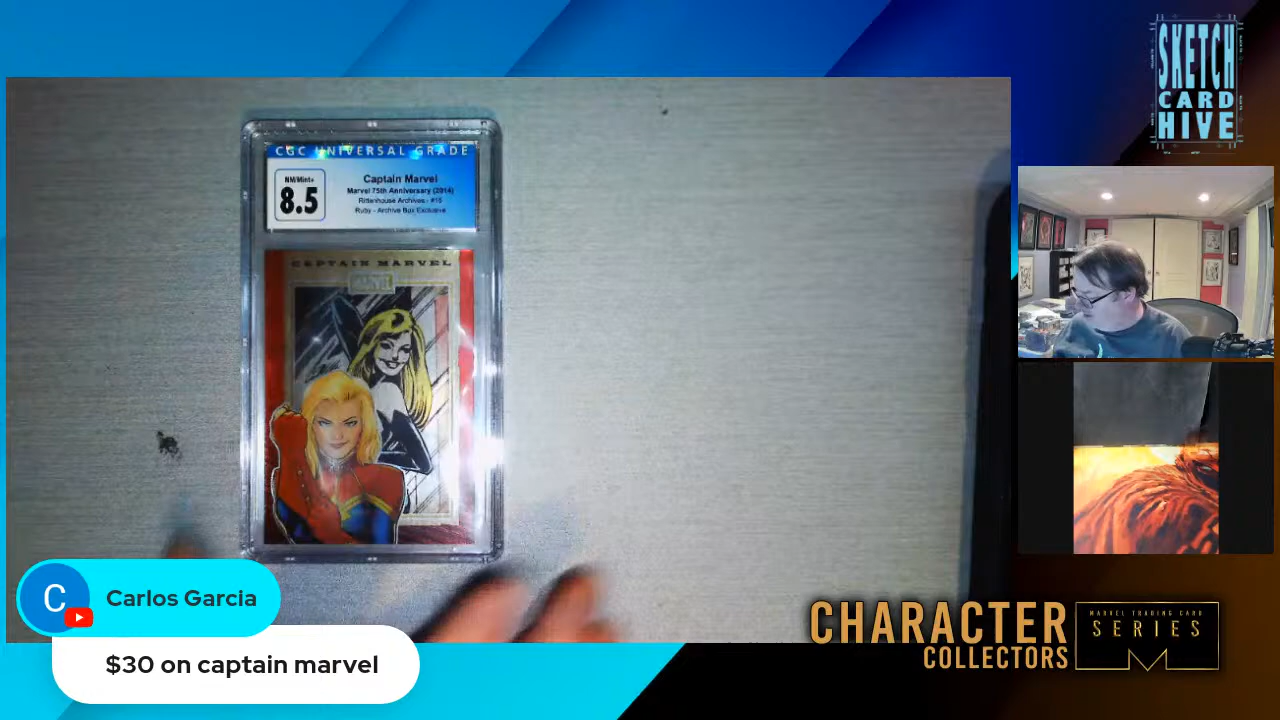 SKETCH
CARD
HIVE
CGC UNIVERSAL GRADE
NM/Mint+
8.5
Captain Marvel
Marvel 75th Anniversary (2014)
Rittenhouse Archives - #15
Ruby - Archive Box Exclusive
CAPTAIN MARVEL
C
Carlos Garcia
$30 on captain marvel
CHARACTER
COLLECTORS
MARVEL TRADING CARD
SERIES